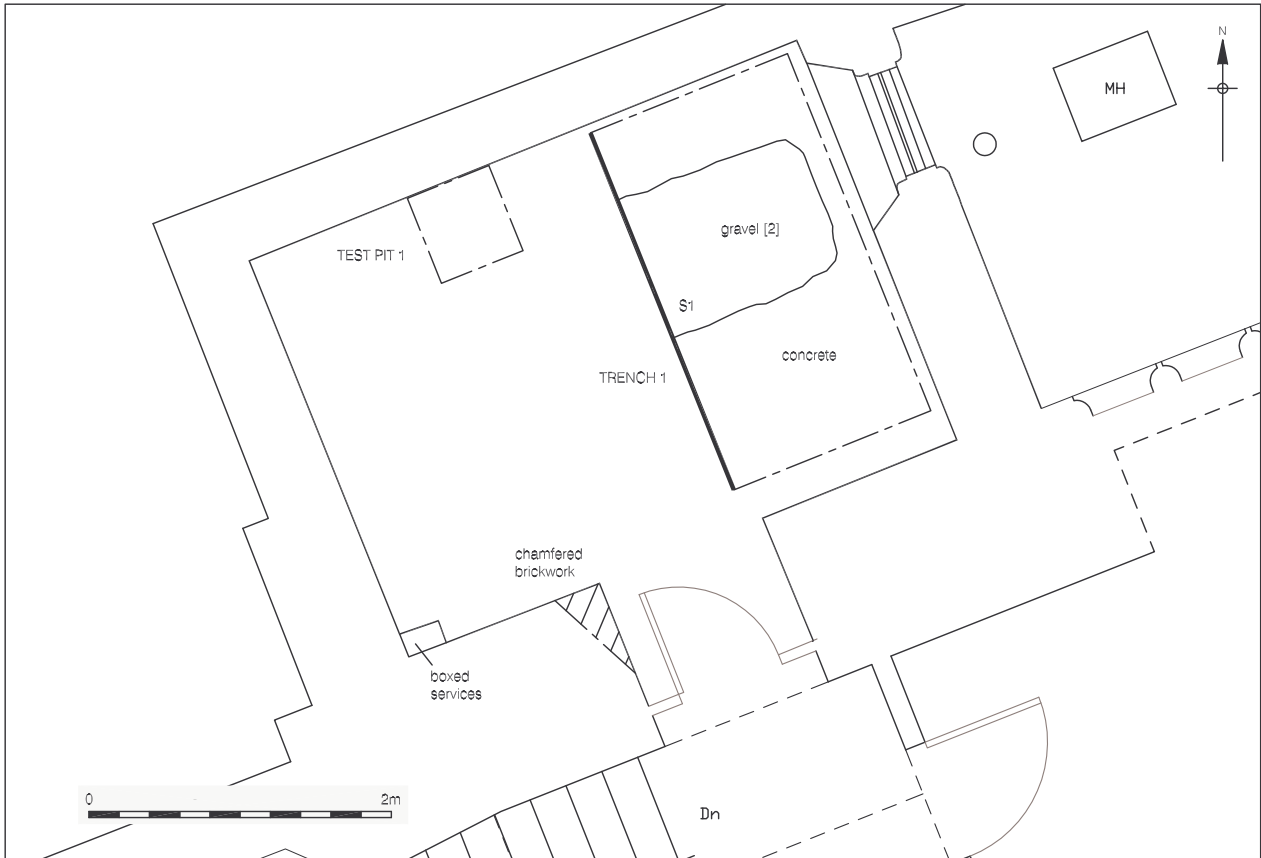 N
MH
gravel [2]
TEST PIT 1
S1
concrete
TRENCH 1
chamfered
brickwork
boxed
services
0
2m
Dn